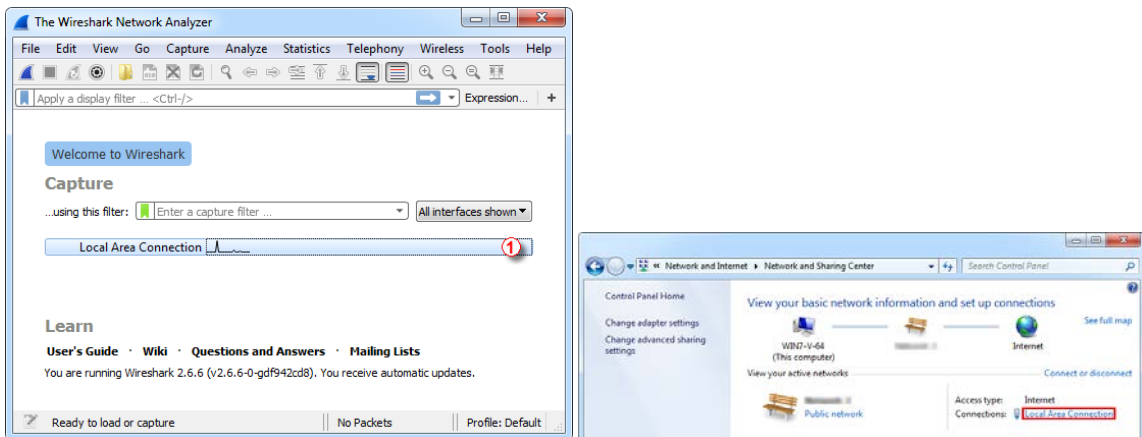 The Wireshark Network Analyzer
File Edit View Go Capture Analyze Statistics Telephony Wireless Tools Help
Apply a display filter ... <Ctrl-/>
Expression...
+
Welcome to Wireshark
Capture
...using this filter:
Enter a capture filter ...
All interfaces shown
Local Area Connection
1
Learn
User's Guide · Wiki · Questions and Answers · Mailing Lists
You are running Wireshark 2.6.6 (v2.6.6-0-gdf942cd8). You receive automatic updates.
Ready to load or capture
No Packets
Profile: Default
« Network and Internet ▸ Network and Sharing Center
Search Control Panel
Control Panel Home
Change adapter settings
Change advanced sharing
settings
View your basic network information and set up connections
See full map
WIN7-V-64
(This computer)
Internet
View your active networks
Connect or disconnect
Public network
Access type: Internet
Connections: Local Area Connection